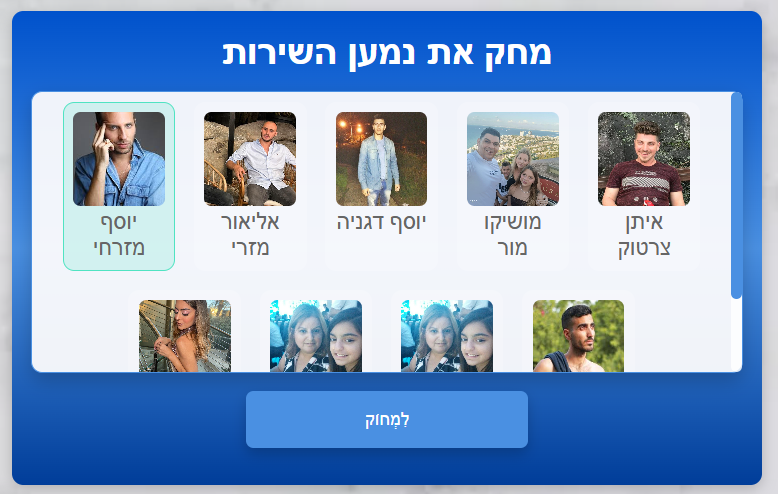 מחק את נמען השירות
איתן
צרטוק
מושיקו
מור
יוסף דגניה
אליאור
מזרי
יוסף
מזרחי
לִמְחוֹק